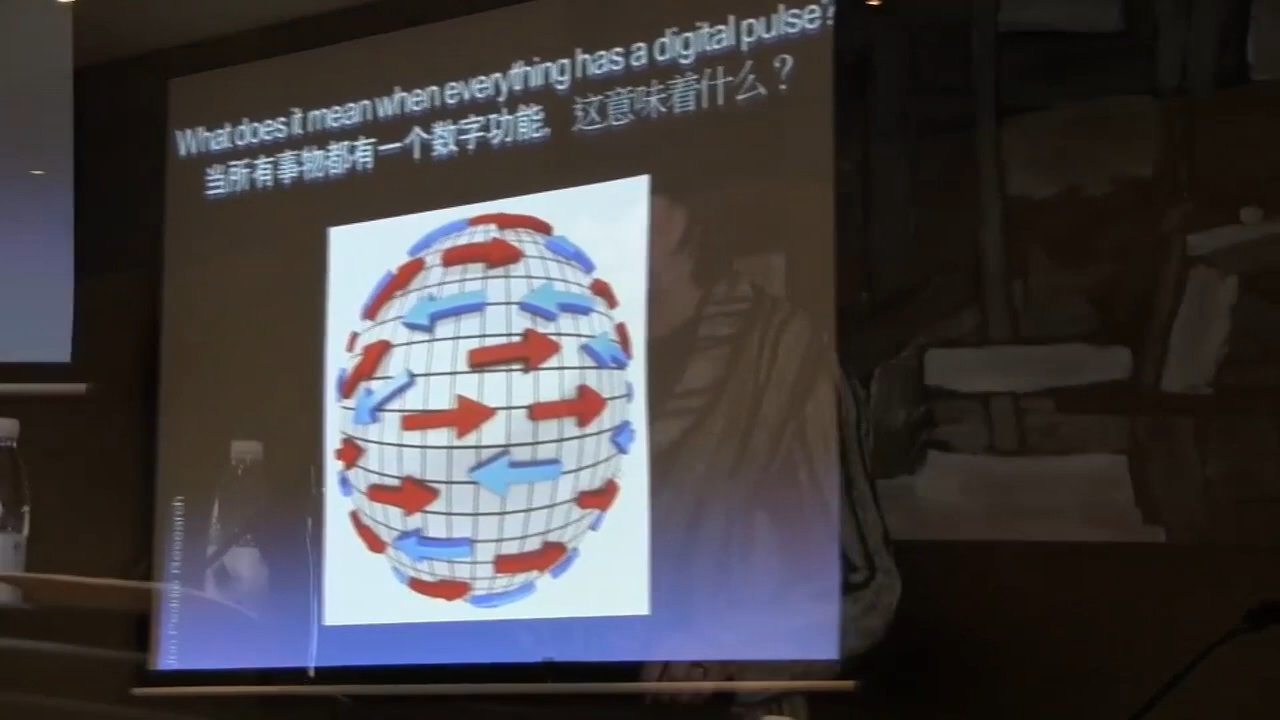 What does it mean when everything has a digital pulse?
当所有事物都有一个数字功能, 这意味着什么？